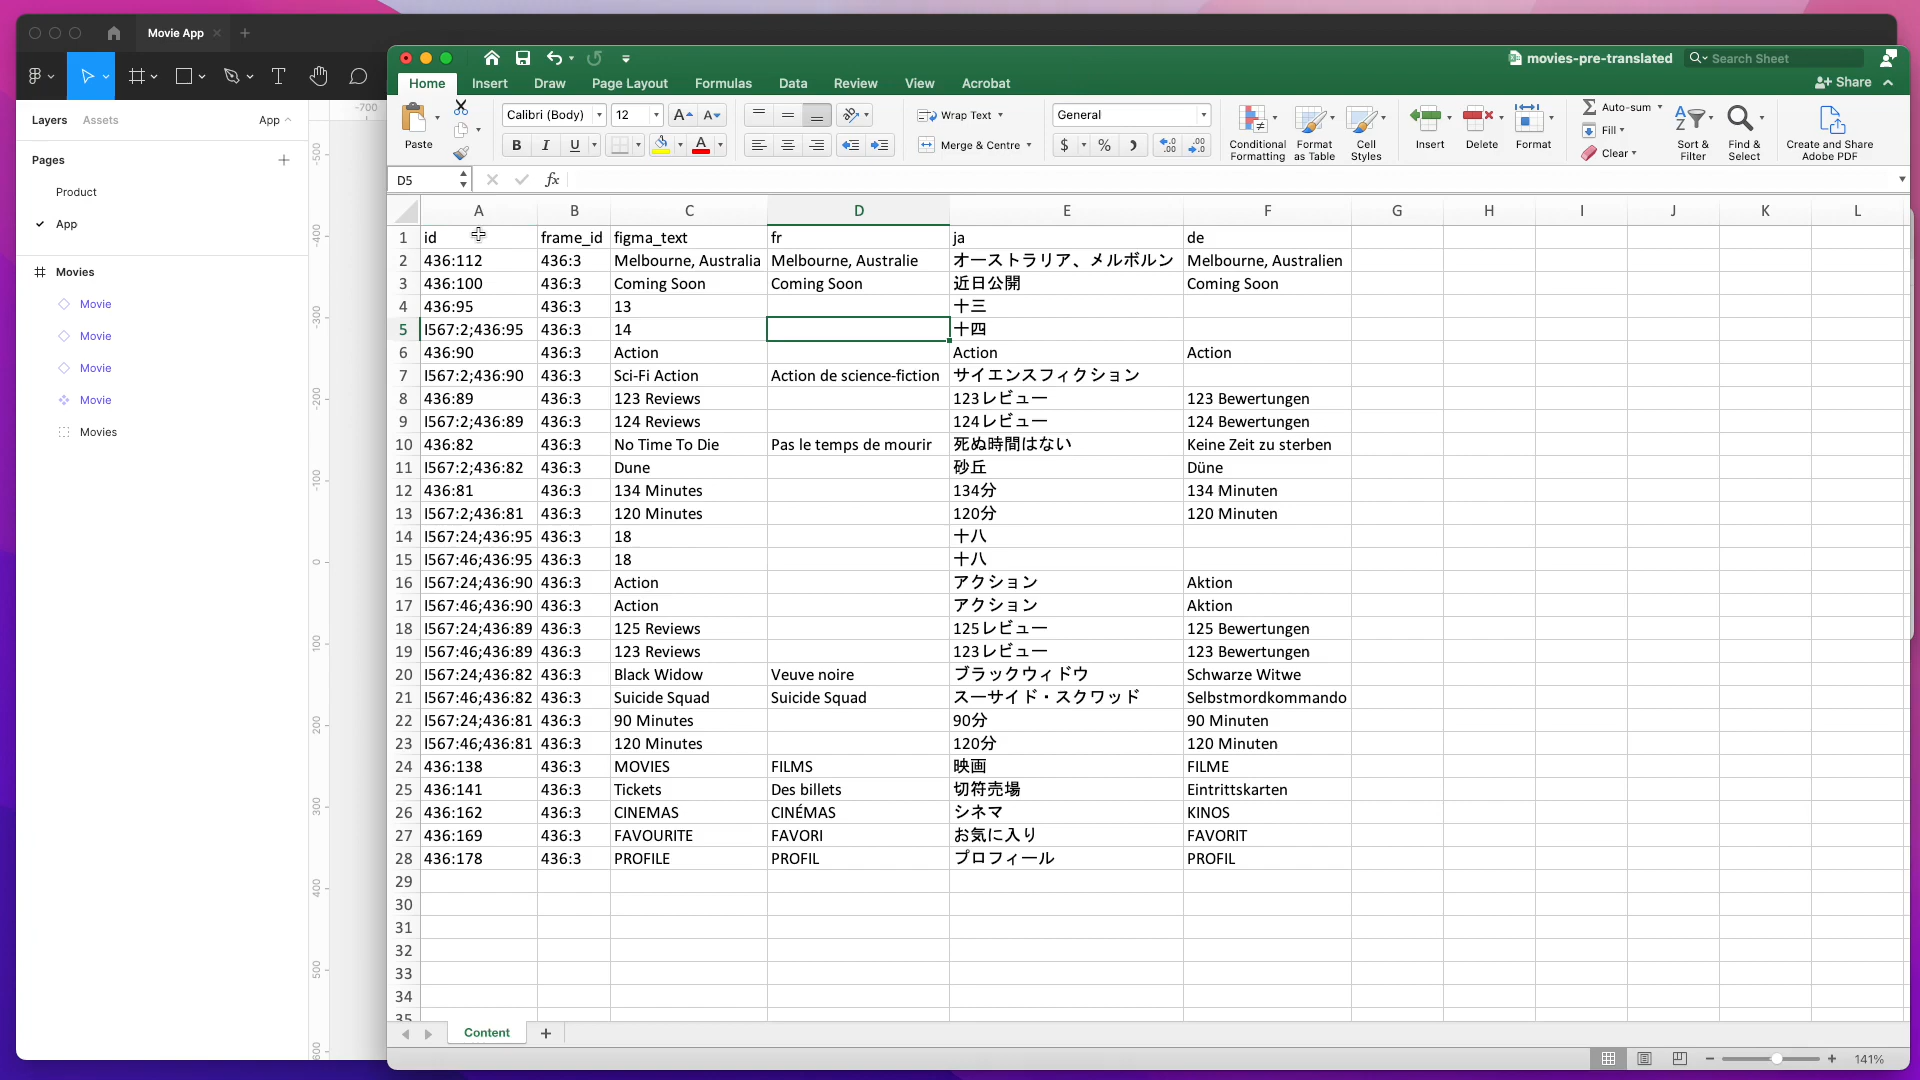 Movie App
movies-pre-translated
Search Sheet
Home Insert Draw Page Layout Formulas Data Review View Acrobat
Share
Layers Assets App
Pages
Product
App
Movies
Movie
Movie
Movie
Movie
Movies
-700
-500
-400
-300
-200
-100
0
100
200
300
400
500
600
Paste
Calibri (Body) 12
B I U
Wrap Text
Merge & Centre
General
$ % )
Conditional Formatting
Format as Table
Cell Styles
Insert
Delete
Format
Auto-sum
Fill
Clear
Sort & Filter
Find & Select
Create and Share Adobe PDF
D5 fx
A B C D E F G H I J K L
1 id frame_id figma_text fr ja de
2 436:112 436:3 Melbourne, Australia Melbourne, Australie オーストラリア、メルボルン Melbourne, Australien
3 436:100 436:3 Coming Soon Coming Soon 近日公開 Coming Soon
4 436:95 436:3 13 十三
5 I567:2;436:95 436:3 14 十四
6 436:90 436:3 Action Action Action
7 I567:2;436:90 436:3 Sci-Fi Action Action de science-fiction サイエンスフィクション
8 436:89 436:3 123 Reviews 123レビュー 123 Bewertungen
9 I567:2;436:89 436:3 124 Reviews 124レビュー 124 Bewertungen
10 436:82 436:3 No Time To Die Pas le temps de mourir 死ぬ時間はない Keine Zeit zu sterben
11 I567:2;436:82 436:3 Dune 砂丘 Düne
12 436:81 436:3 134 Minutes 134分 134 Minuten
13 I567:2;436:81 436:3 120 Minutes 120分 120 Minuten
14 I567:24;436:95 436:3 18 十八
15 I567:46;436:95 436:3 18 十八
16 I567:24;436:90 436:3 Action アクション Aktion
17 I567:46;436:90 436:3 Action アクション Aktion
18 I567:24;436:89 436:3 125 Reviews 125レビュー 125 Bewertungen
19 I567:46;436:89 436:3 123 Reviews 123レビュー 123 Bewertungen
20 I567:24;436:82 436:3 Black Widow Veuve noire ブラックウィドウ Schwarze Witwe
21 I567:46;436:82 436:3 Suicide Squad Suicide Squad スーサイド・スクワッド Selbstmordkommando
22 I567:24;436:81 436:3 90 Minutes 90分 90 Minuten
23 I567:46;436:81 436:3 120 Minutes 120分 120 Minuten
24 436:138 436:3 MOVIES FILMS 映画 FILME
25 436:141 436:3 Tickets Des billets 切符売場 Eintrittskarten
26 436:162 436:3 CINEMAS CINÉMAS シネマ KINOS
27 436:169 436:3 FAVOURITE FAVORI お気に入り FAVORIT
28 436:178 436:3 PROFILE PROFIL プロフィール PROFIL
29
30
31
32
33
34
35
Content
141%